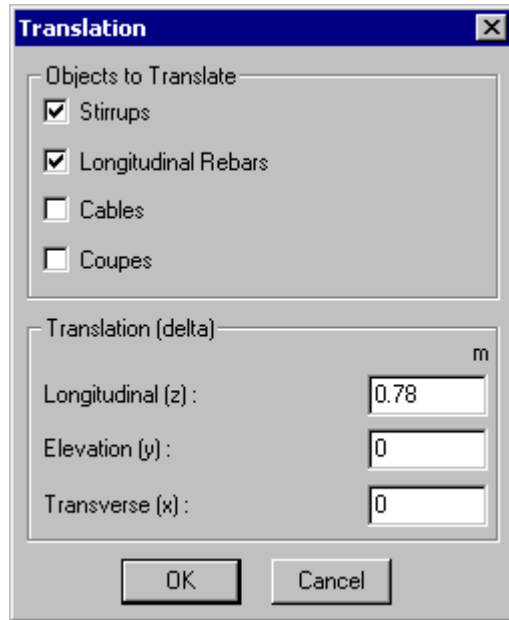 Translation
Objects to Translate
Stirrups
Longitudinal Rebars
Cables
Coupes
Translation (delta)
m
Longitudinal (z) : 0.78
Elevation (y) : 0
Transverse (x) : 0
OK Cancel